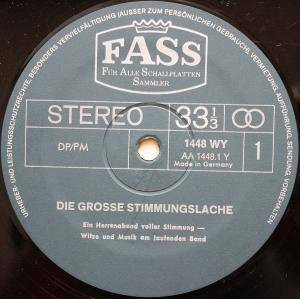 FASS
FÜR ALLE SCHALLPLATTEN
SAMMLER
STEREO 33 1/3
DP/PM
1448 WY
AA 1448.1 Y
Made in Germany
1
DIE GROSSE STIMMUNGSLACHE
Ein Herrenabend voller Stimmung —
Witze und Musik am laufenden Band
URHEBER- UND LEISTUNGSSCHUTZRECHTE, BESONDERS VERVIELFÄLTIGUNG (AUSSER ZUM PERSÖNLICHEN GEBRAUCH), VERMIETUNG, AUFFÜHRUNG, SENDUNG, VORBEHALTEN